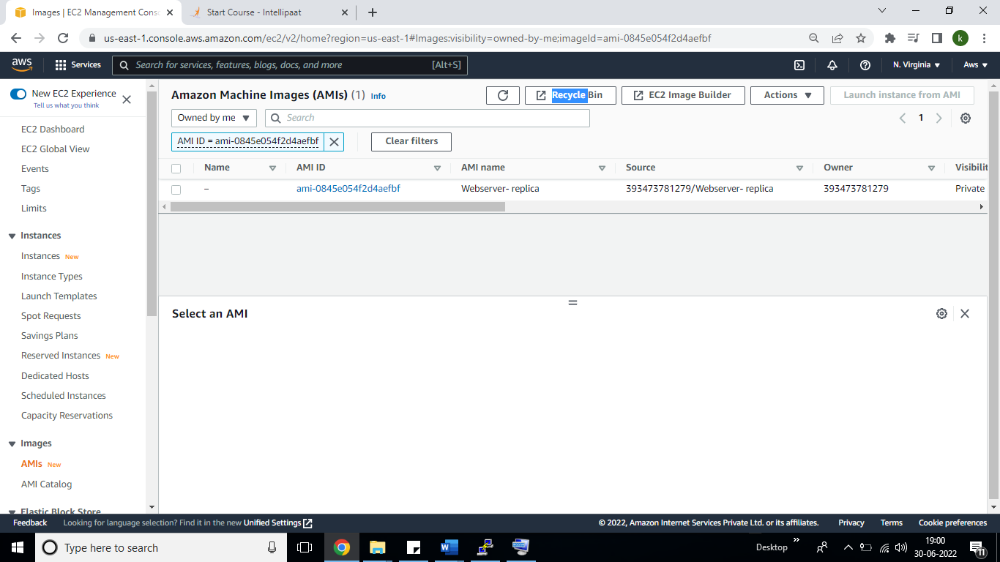 Images | EC2 Management Cons
Start Course - Intellipaat
us-east-1.console.aws.amazon.com/ec2/v2/home?region=us-east-1#Images:visibility=owned-by-me;imageId=ami-0845e054f2d4aefbf
k
aws
Services
Search for services, features, blogs, docs, and more
[Alt+S]
N. Virginia
Aws
New EC2 Experience
Tell us what you think
EC2 Dashboard
EC2 Global View
Events
Tags
Limits
Instances
Instances New
Instance Types
Launch Templates
Spot Requests
Savings Plans
Reserved Instances New
Dedicated Hosts
Scheduled Instances
Capacity Reservations
Images
AMIs New
AMI Catalog
Elastic Block Store
Amazon Machine Images (AMIs) (1) Info
Recycle Bin
EC2 Image Builder
Actions
Launch instance from AMI
Owned by me
Search
1
AMI ID = ami-0845e054f2d4aefbf
Clear filters
Name AMI ID AMI name Source Owner Visibilit
– ami-0845e054f2d4aefbf Webserver- replica 393473781279/Webserver- replica 393473781279 Private
Select an AMI
Feedback
Looking for language selection? Find it in the new Unified Settings
© 2022, Amazon Internet Services Private Ltd. or its affiliates.
Privacy
Terms
Cookie preferences
Type here to search
Desktop
19:00
30-06-2022
11